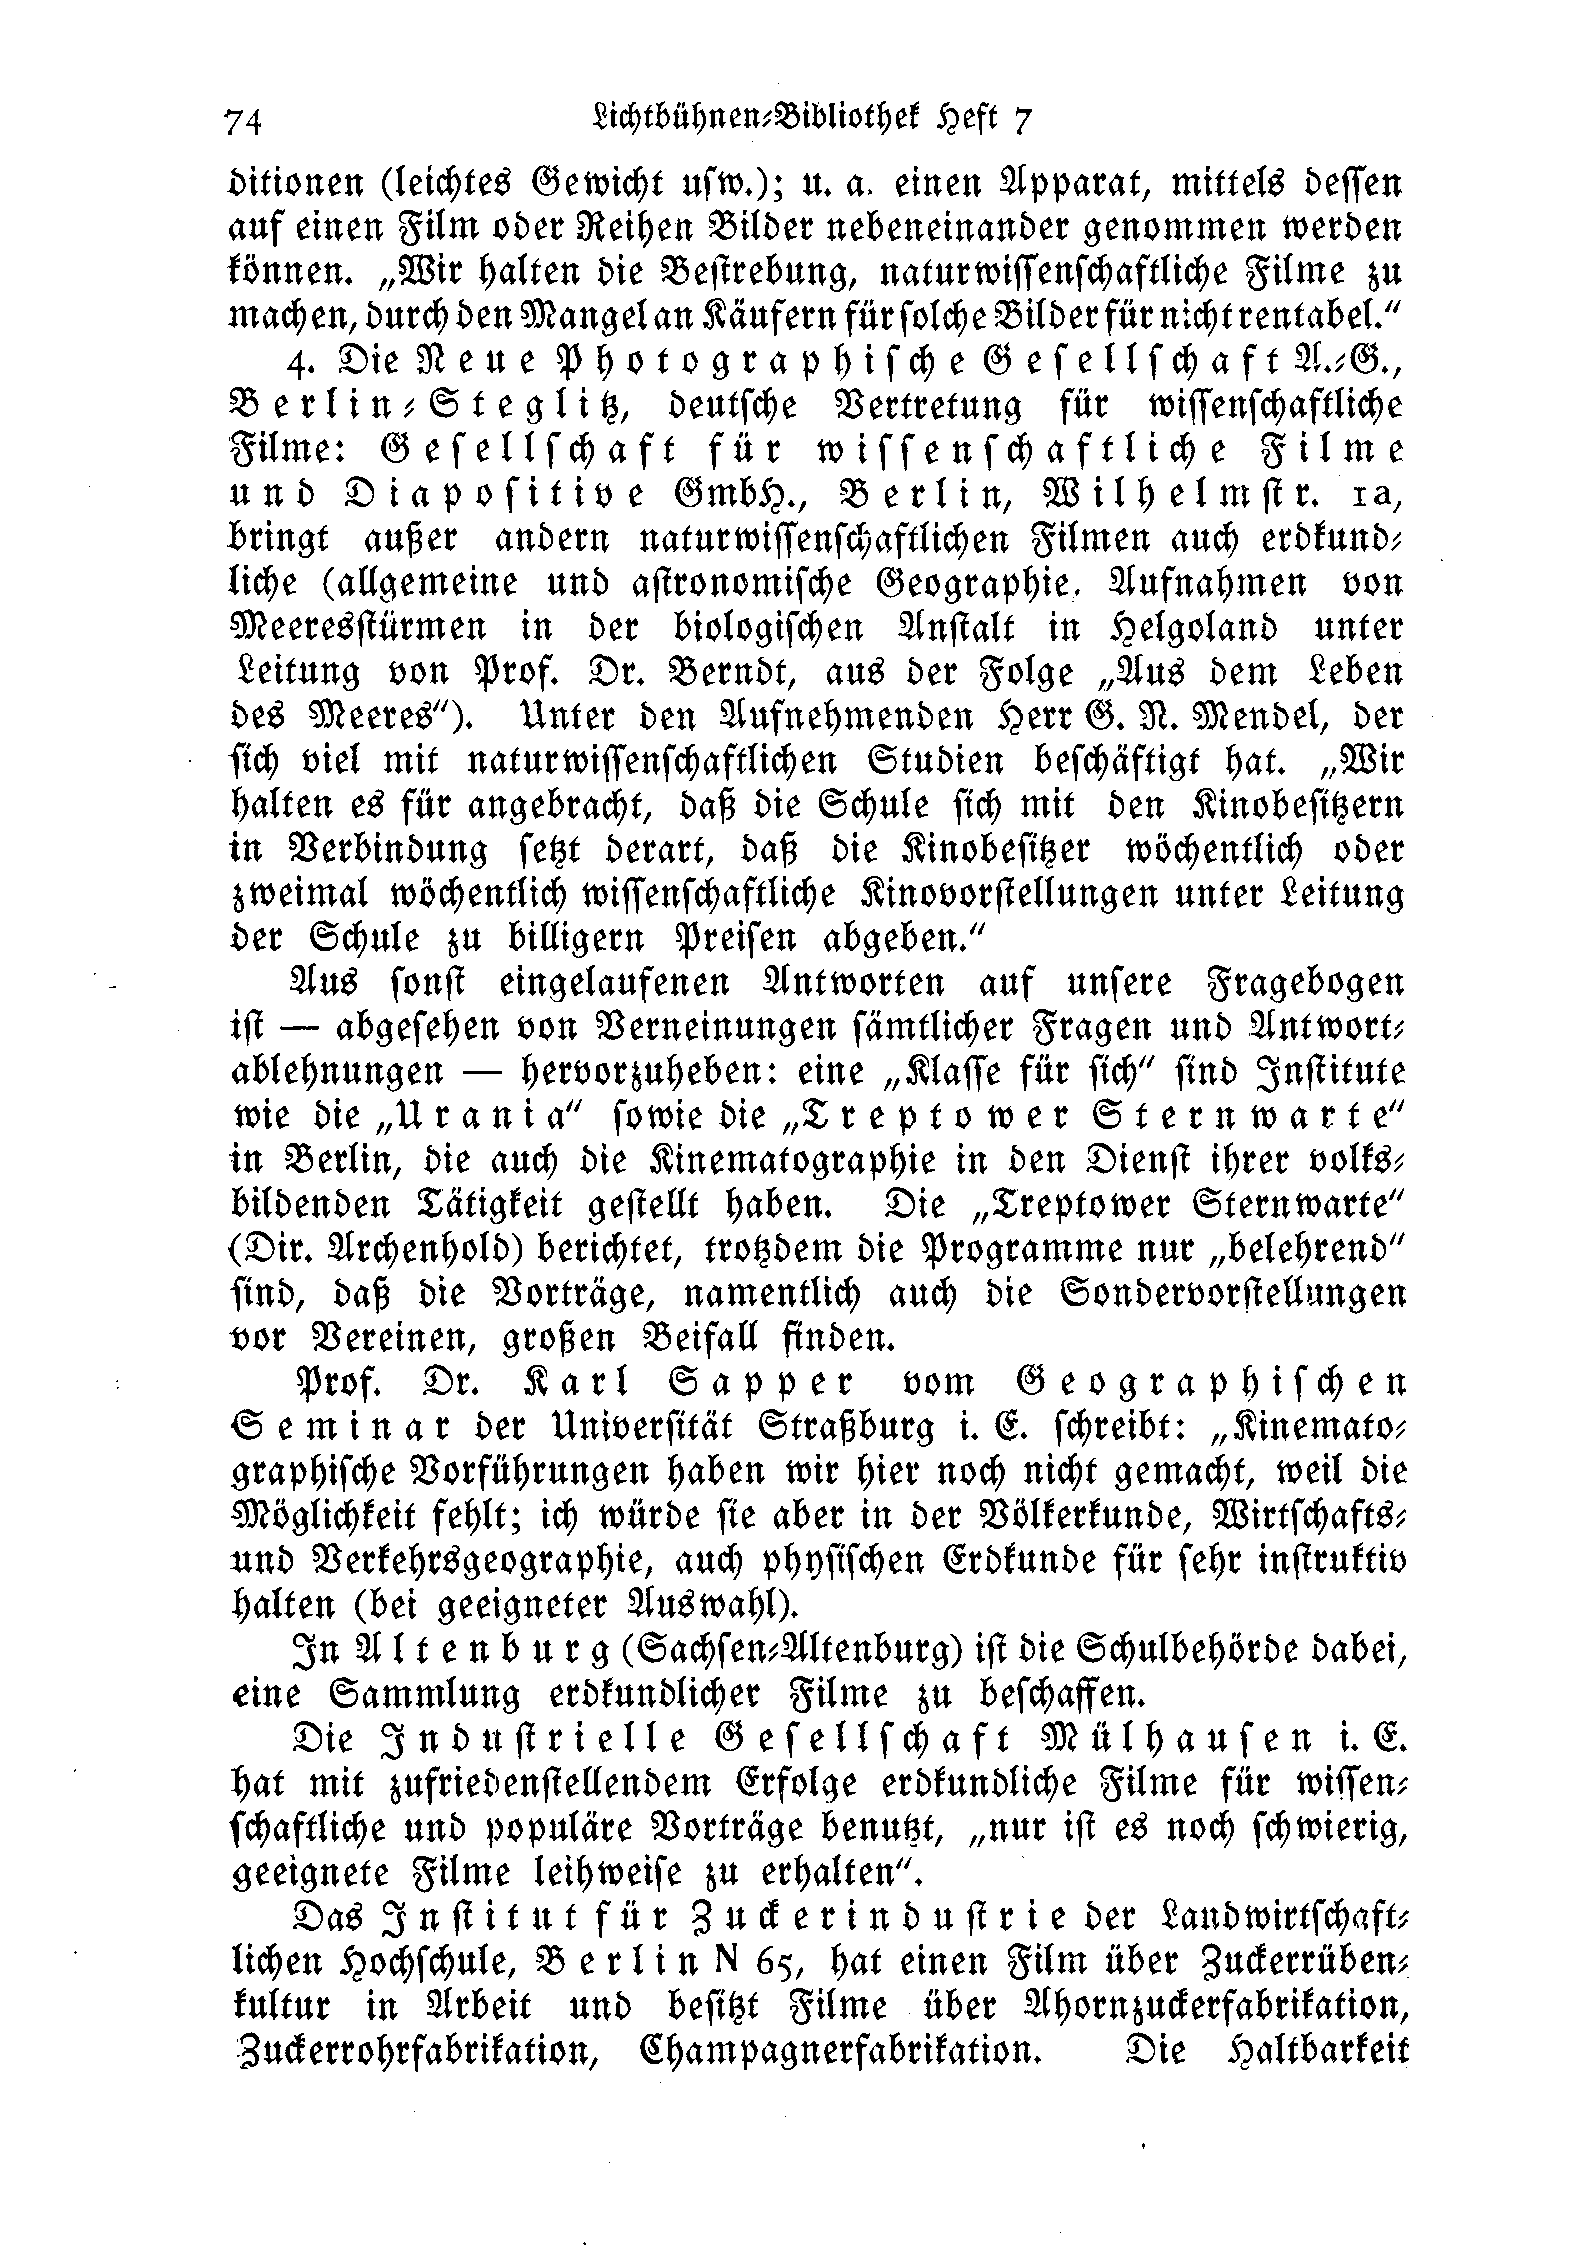 74 Lichtbühnen-Bibliothek Heft 7
ditionen (leichtes Gewicht usw.); u. a. einen Apparat, mittels dessen
auf einen Film oder Reihen Bilder nebeneinander genommen werden
können. „Wir halten die Bestrebung, naturwissenschaftliche Filme zu
machen, durch den Mangel an Käufern für solche Bilder für nicht rentabel.“
4. Die Neue Photographische Gesellschaft A.-G.,
Berlin-Steglitz, deutsche Vertretung für wissenschaftliche
Filme: Gesellschaft für wissenschaftliche Filme
und Diapositive GmbH., Berlin, Wilhelmstr. 1a,
bringt außer andern naturwissenschaftlichen Filmen auch erdkund-
liche (allgemeine und astronomische Geographie. Aufnahmen von
Meeresstürmen in der biologischen Anstalt in Helgoland unter
Leitung von Prof. Dr. Berndt, aus der Folge „Aus dem Leben
des Meeres“). Unter den Aufnehmenden Herr G. N. Mendel, der
sich viel mit naturwissenschaftlichen Studien beschäftigt hat. „Wir
halten es für angebracht, daß die Schule sich mit den Kinobesitzern
in Verbindung setzt derart, daß die Kinobesitzer wöchentlich oder
zweimal wöchentlich wissenschaftliche Kinovorstellungen unter Leitung
der Schule zu billigern Preisen abgeben.“
Aus sonst eingelaufenen Antworten auf unsere Fragebogen
ist — abgesehen von Verneinungen sämtlicher Fragen und Antwort-
ablehnungen — hervorzuheben: eine „Klasse für sich“ sind Institute
wie die „Urania“ sowie die „Treptower Sternwarte“
in Berlin, die auch die Kinematographie in den Dienst ihrer volks-
bildenden Tätigkeit gestellt haben. Die „Treptower Sternwarte“
(Dir. Archenhold) berichtet, trotzdem die Programme nur „belehrend“
sind, daß die Vorträge, namentlich auch die Sondervorstellungen
vor Vereinen, großen Beifall finden.
Prof. Dr. Karl Sapper vom Geographischen
Seminar der Universität Straßburg i. E. schreibt: „Kinemato-
graphische Vorführungen haben wir hier noch nicht gemacht, weil die
Möglichkeit fehlt; ich würde sie aber in der Völkerkunde, Wirtschafts-
und Verkehrsgeographie, auch physischen Erdkunde für sehr instruktiv
halten (bei geeigneter Auswahl).
In Altenburg (Sachsen-Altenburg) ist die Schulbehörde dabei,
eine Sammlung erdkundlicher Filme zu beschaffen.
Die Industrielle Gesellschaft Mülhausen i. E.
hat mit zufriedenstellendem Erfolge erdkundliche Filme für wissen-
schaftliche und populäre Vorträge benutzt, „nur ist es noch schwierig,
geeignete Filme leihweise zu erhalten“.
Das Institut für Zuckerindustrie der Landwirtschaft-
lichen Hochschule, Berlin N 65, hat einen Film über Zuckerrüben-
kultur in Arbeit und besitzt Filme über Ahornzuckerfabrikation,
Zuckerrohrfabrikation, Champagnerfabrikation. Die Haltbarkeit